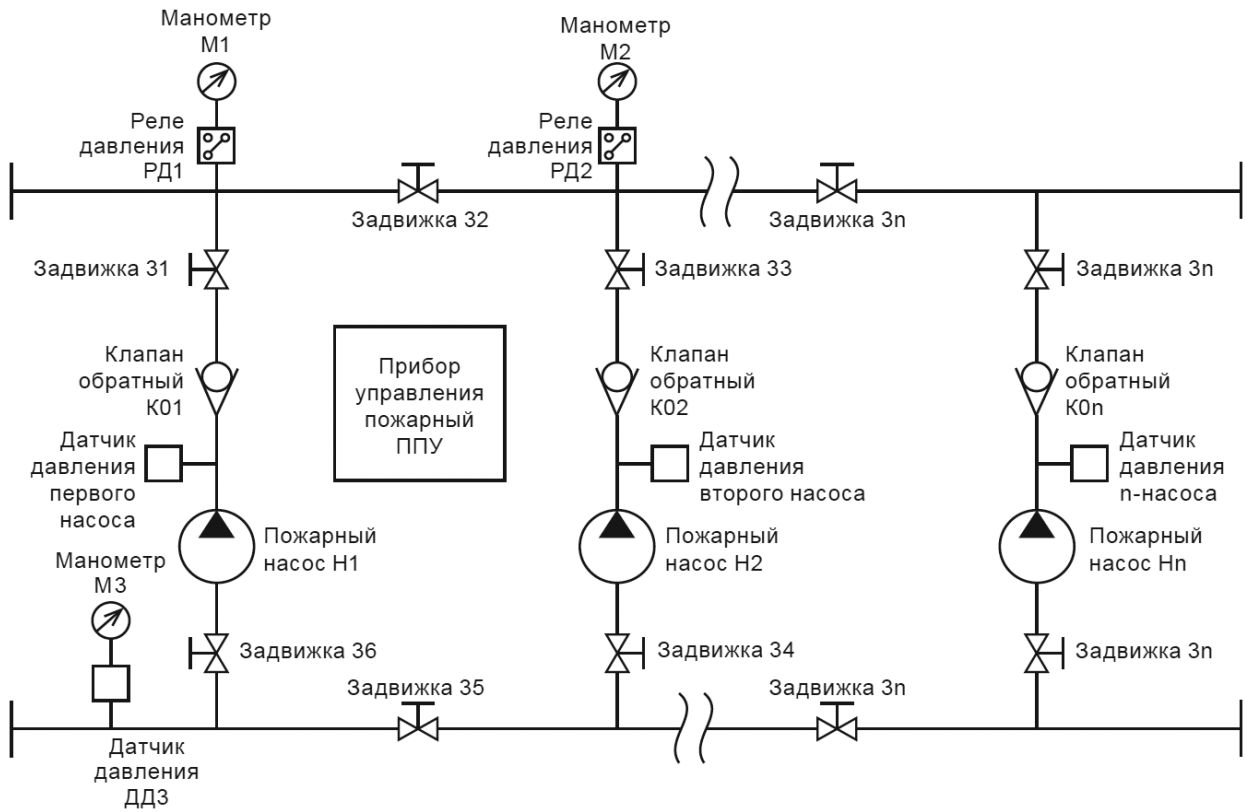 Манометр
М1
Манометр
М2
Реле
давления
РД1
Реле
давления
РД2
Задвижка 32
Задвижка 3n
Задвижка 31
Задвижка 33
Задвижка 3n
Клапан
обратный
К01
Прибор
управления
пожарный
ППУ
Клапан
обратный
К02
Клапан
обратный
К0n
Датчик
давления
первого
насоса
Датчик
давления
второго насоса
Датчик
давления
n-насоса
Пожарный
насос Н1
Пожарный
насос Н2
Пожарный
насос Нn
Манометр
М3
Задвижка 36
Задвижка 34
Задвижка 3n
Задвижка 35
Задвижка 3n
Датчик
давления
ДД3